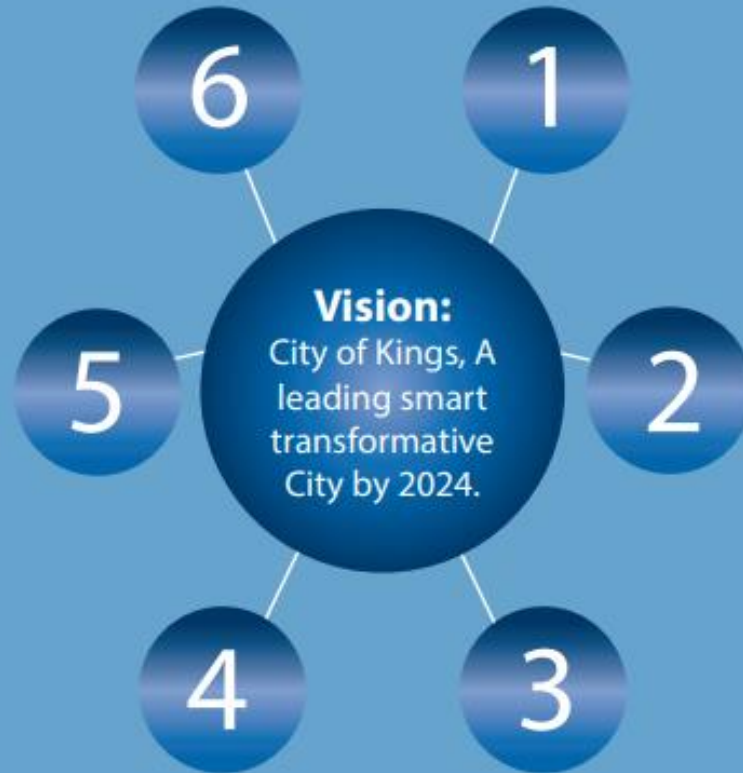 6
1
Vision:
City of Kings, A
leading smart
transformative
City by 2024.
5
2
4
3